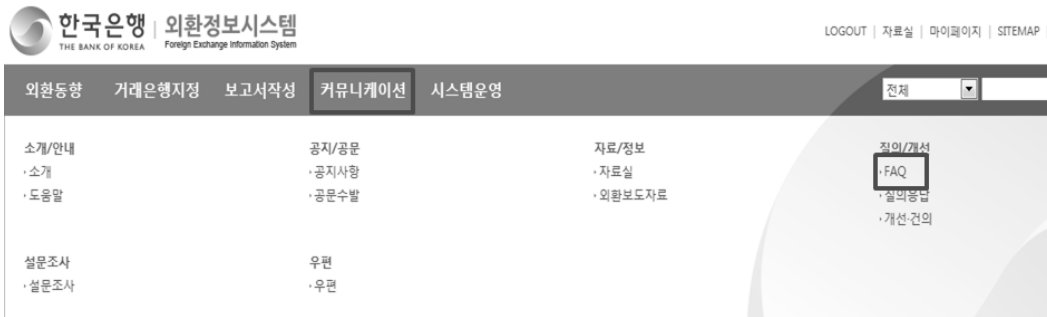 한국은행 | 외환정보시스템
THE BANK OF KOREA Foreign Exchange Information System
LOGOUT | 자료실 | 마이페이지 | SITEMAP
외환동향 거래은행지정 보고서작성 커뮤니케이션 시스템운영 전체
소개/안내 공지/공문 자료/정보 질의/개선
·소개 ·공지사항 ·자료실 ·FAQ
·도움말 ·공문수발 ·외환보도자료 ·질의응답
·개선·건의
설문조사 우편
·설문조사 ·우편